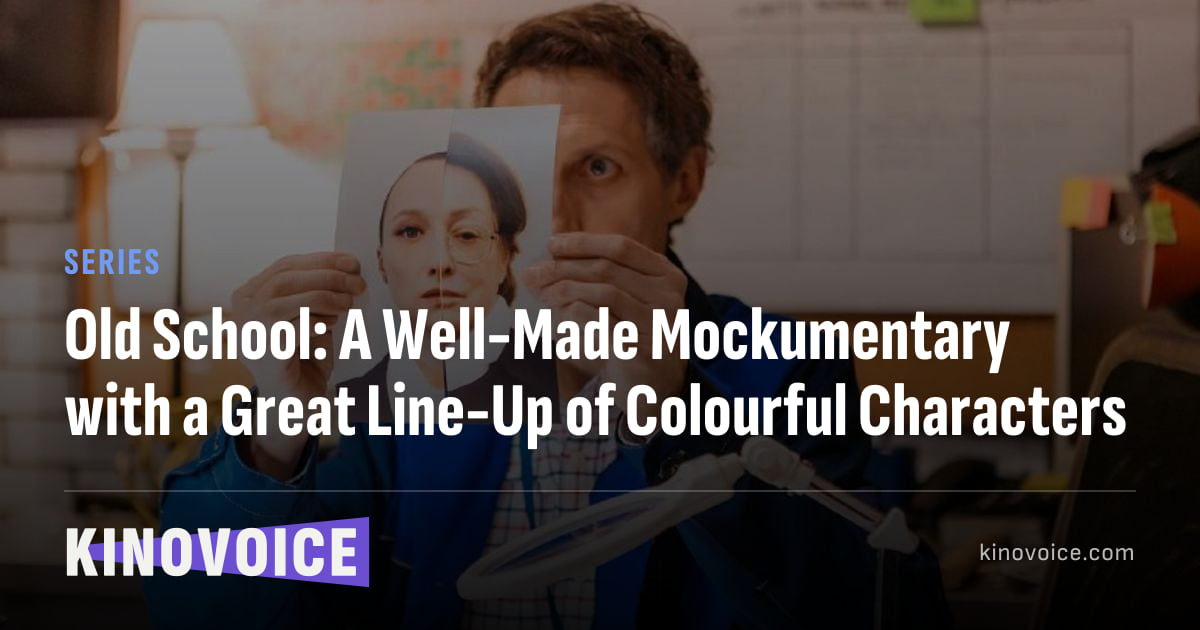 SERIES
Old School: A Well-Made Mockumentary
with a Great Line-Up of Colourful Characters
KINOVOICE
kinovoice.com